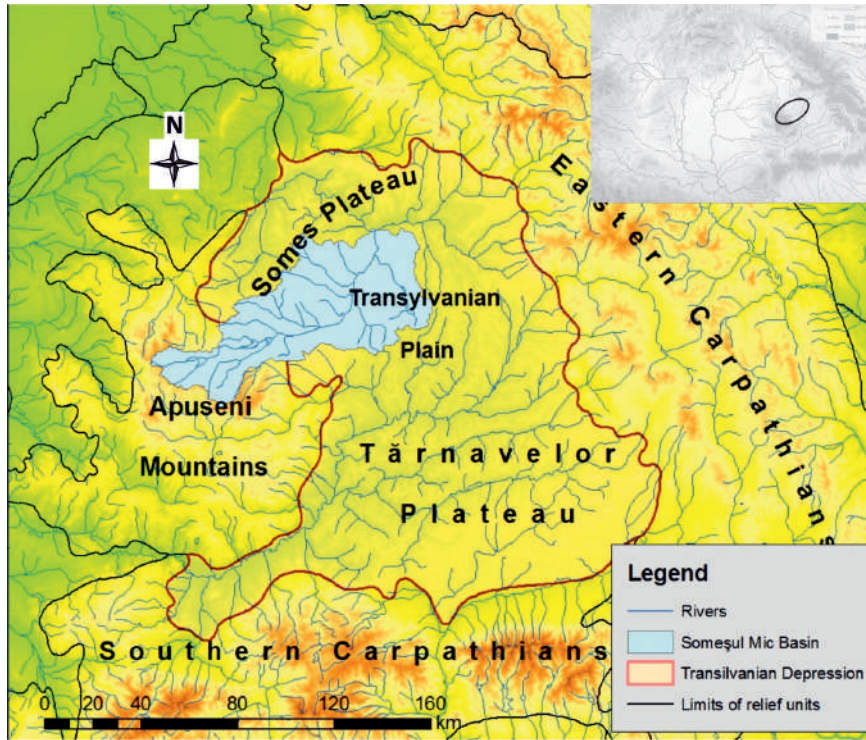 N
Somes Plateau
Eastern Carpathians
Transylvanian
Plain
Apuseni
Mountains
Tărnavelor
Plateau
Southern Carpathians
0 20 40 80 120 160
km
Legend
Rivers
Someşul Mic Basin
Transilvanian Depression
Limits of relief units